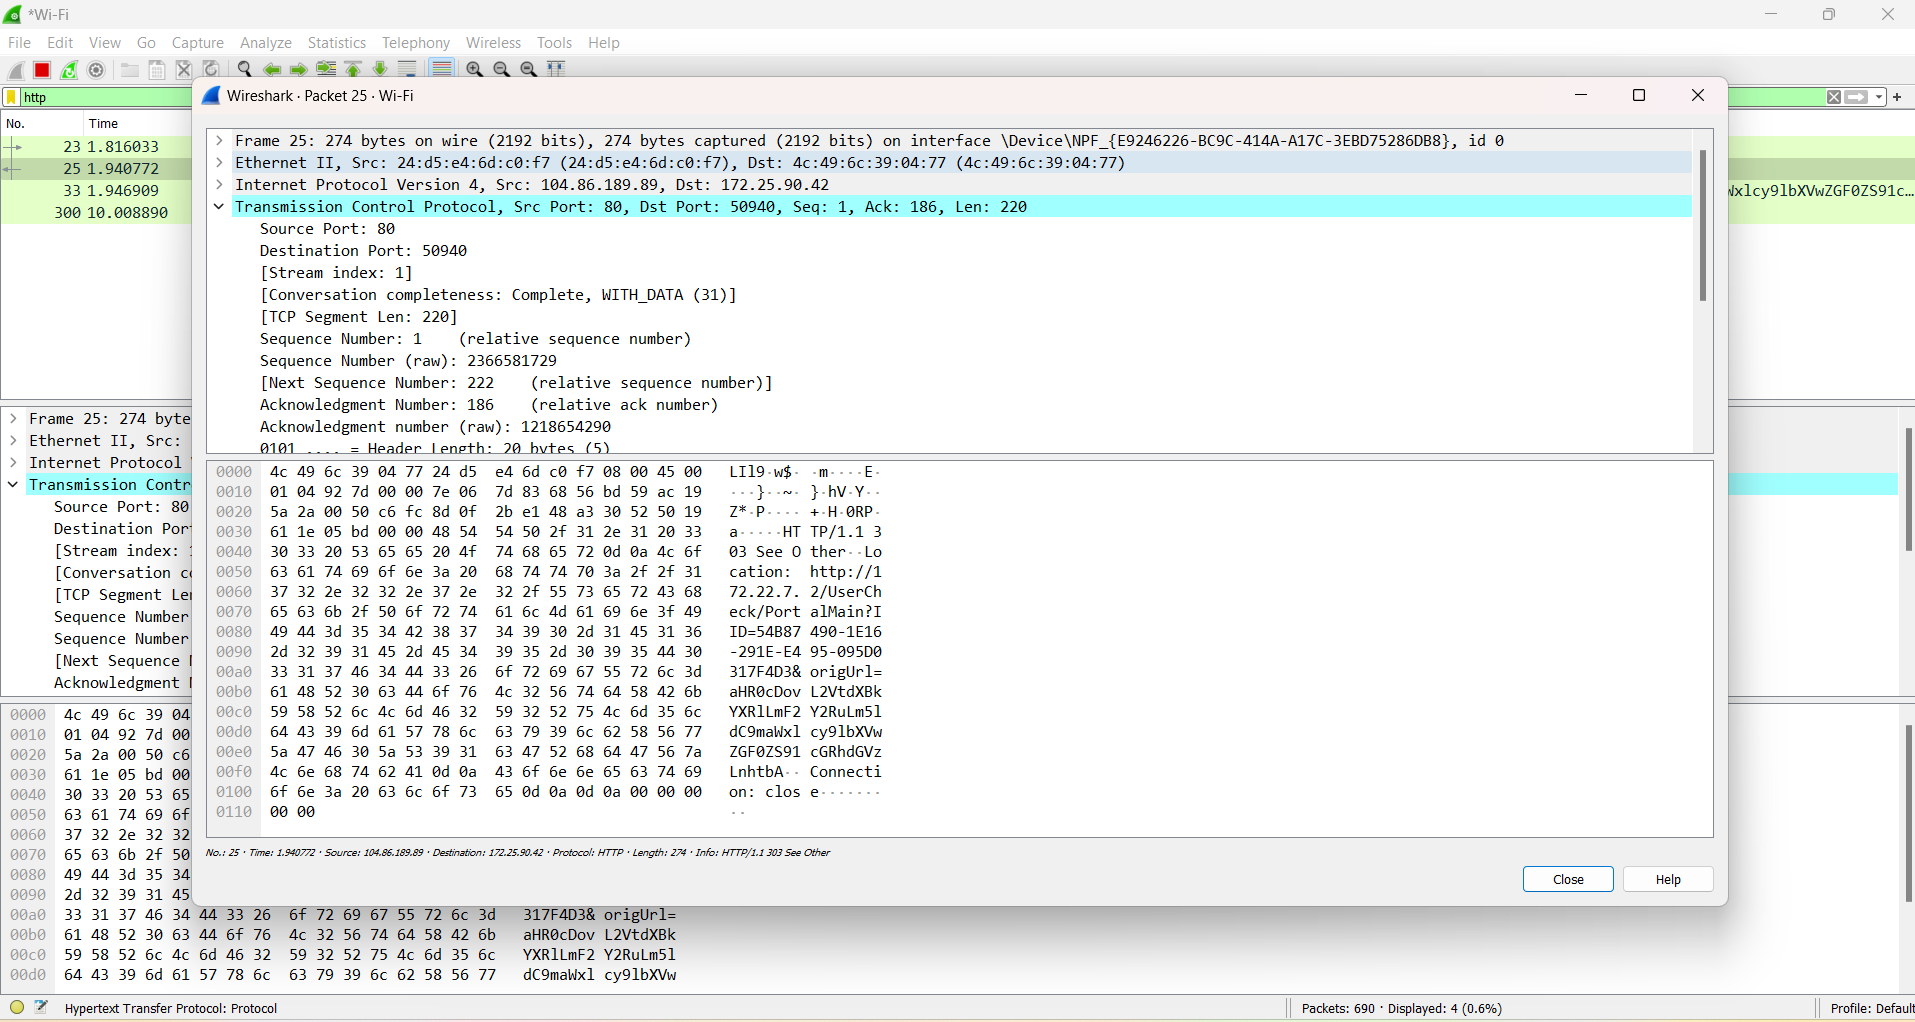 *Wi-Fi
File Edit View Go Capture Analyze Statistics Telephony Wireless Tools Help
http
+
No. Time
23 1.816033
25 1.940772
33 1.946909
Wxlcy9lbXVwZGF0ZS91c...
300 10.008890
Wireshark · Packet 25 · Wi-Fi
Frame 25: 274 bytes on wire (2192 bits), 274 bytes captured (2192 bits) on interface \Device\NPF_{E9246226-BC9C-414A-A17C-3EBD75286DB8}, id 0
Ethernet II, Src: 24:d5:e4:6d:c0:f7 (24:d5:e4:6d:c0:f7), Dst: 4c:49:6c:39:04:77 (4c:49:6c:39:04:77)
Internet Protocol Version 4, Src: 104.86.189.89, Dst: 172.25.90.42
Transmission Control Protocol, Src Port: 80, Dst Port: 50940, Seq: 1, Ack: 186, Len: 220
Source Port: 80
Destination Port: 50940
[Stream index: 1]
[Conversation completeness: Complete, WITH_DATA (31)]
[TCP Segment Len: 220]
Sequence Number: 1 (relative sequence number)
Sequence Number (raw): 2366581729
[Next Sequence Number: 222 (relative sequence number)]
Acknowledgment Number: 186 (relative ack number)
Acknowledgment number (raw): 1218654290
0101 .... = Header Length: 20 bytes (5)
0000 4c 49 6c 39 04 77 24 d5 e4 6d c0 f7 08 00 45 00 LIl9·w$· ·m····E·
0010 01 04 92 7d 00 00 7e 06 7d 83 68 56 bd 59 ac 19 ···}··~· }·hV·Y··
0020 5a 2a 00 50 c6 fc 8d 0f 2b e1 48 a3 30 52 50 19 Z*·P···· +·H·0RP·
0030 61 1e 05 bd 00 00 48 54 54 50 2f 31 2e 31 20 33 a·····HT TP/1.1 3
0040 30 33 20 53 65 65 20 4f 74 68 65 72 0d 0a 4c 6f 03 See O ther··Lo
0050 63 61 74 69 6f 6e 3a 20 68 74 74 70 3a 2f 2f 31 cation: http://1
0060 37 32 2e 32 32 2e 37 2e 32 2f 55 73 65 72 43 68 72.22.7. 2/UserCh
0070 65 63 6b 2f 50 6f 72 74 61 6c 4d 61 69 6e 3f 49 eck/Port alMain?I
0080 49 44 3d 35 34 42 38 37 34 39 30 2d 31 45 31 36 ID=54B87 490-1E16
0090 2d 32 39 31 45 2d 45 34 39 35 2d 30 39 35 44 30 -291E-E4 95-095D0
00a0 33 31 37 46 34 44 33 26 6f 72 69 67 55 72 6c 3d 317F4D3& origUrl=
00b0 61 48 52 30 63 44 6f 76 4c 32 56 74 64 58 42 6b aHR0cDov L2VtdXBk
00c0 59 58 52 6c 4c 6d 46 32 59 32 52 75 4c 6d 35 6c YXRlLmF2 Y2RuLm5l
00d0 64 43 39 6d 61 57 78 6c 63 79 39 6c 62 58 56 77 dC9maWxl cy9lbXVw
00e0 5a 47 46 30 5a 53 39 31 63 47 52 68 64 47 56 7a ZGF0ZS91 cGRhdGVz
00f0 4c 6e 68 74 62 41 0d 0a 43 6f 6e 6e 65 63 74 69 LnhtbA·· Connecti
0100 6f 6e 3a 20 63 6c 6f 73 65 0d 0a 0d 0a 00 00 00 on: clos e·······
0110 00 00 ··
No.: 25 · Time: 1.940772 · Source: 104.86.189.89 · Destination: 172.25.90.42 · Protocol: HTTP · Length: 274 · Info: HTTP/1.1 303 See Other
Close Help
Frame 25: 274 byte
Ethernet II, Src:
Internet Protocol
Transmission Contr
Source Port: 80
Destination Por
[Stream index:
[Conversation co
[TCP Segment Le
Sequence Number
Sequence Number
[Next Sequence
Acknowledgment
0000 4c 49 6c 39 04
0010 01 04 92 7d 00
0020 5a 2a 00 50 c6
0030 61 1e 05 bd 00
0040 30 33 20 53 65
0050 63 61 74 69 6f
0060 37 32 2e 32 32
0070 65 63 6b 2f 50
0080 49 44 3d 35 34
0090 2d 32 39 31 45
00a0 33 31 37 46 34 44 33 26 6f 72 69 67 55 72 6c 3d 317F4D3& origUrl=
00b0 61 48 52 30 63 44 6f 76 4c 32 56 74 64 58 42 6b aHR0cDov L2VtdXBk
00c0 59 58 52 6c 4c 6d 46 32 59 32 52 75 4c 6d 35 6c YXRlLmF2 Y2RuLm5l
00d0 64 43 39 6d 61 57 78 6c 63 79 39 6c 62 58 56 77 dC9maWxl cy9lbXVw
Hypertext Transfer Protocol: Protocol
Packets: 690 · Displayed: 4 (0.6%)
Profile: Default